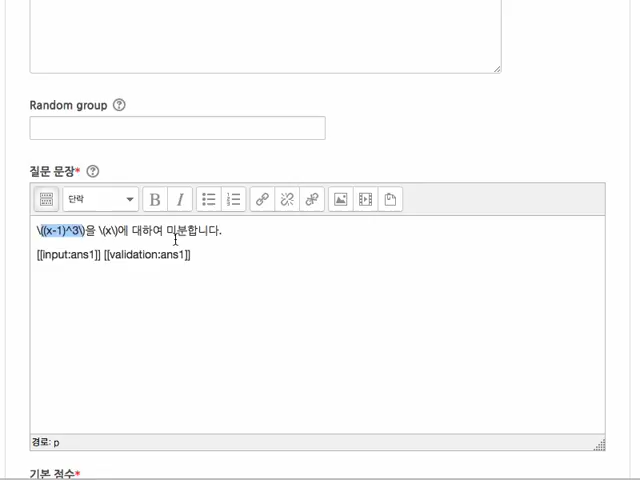 Random group
질문 문장*
단락
B I
\((x-1)^3\)을 \(x\)에 대하여 미분합니다.
[[input:ans1]] [[validation:ans1]]
경로: p
기본 점수*